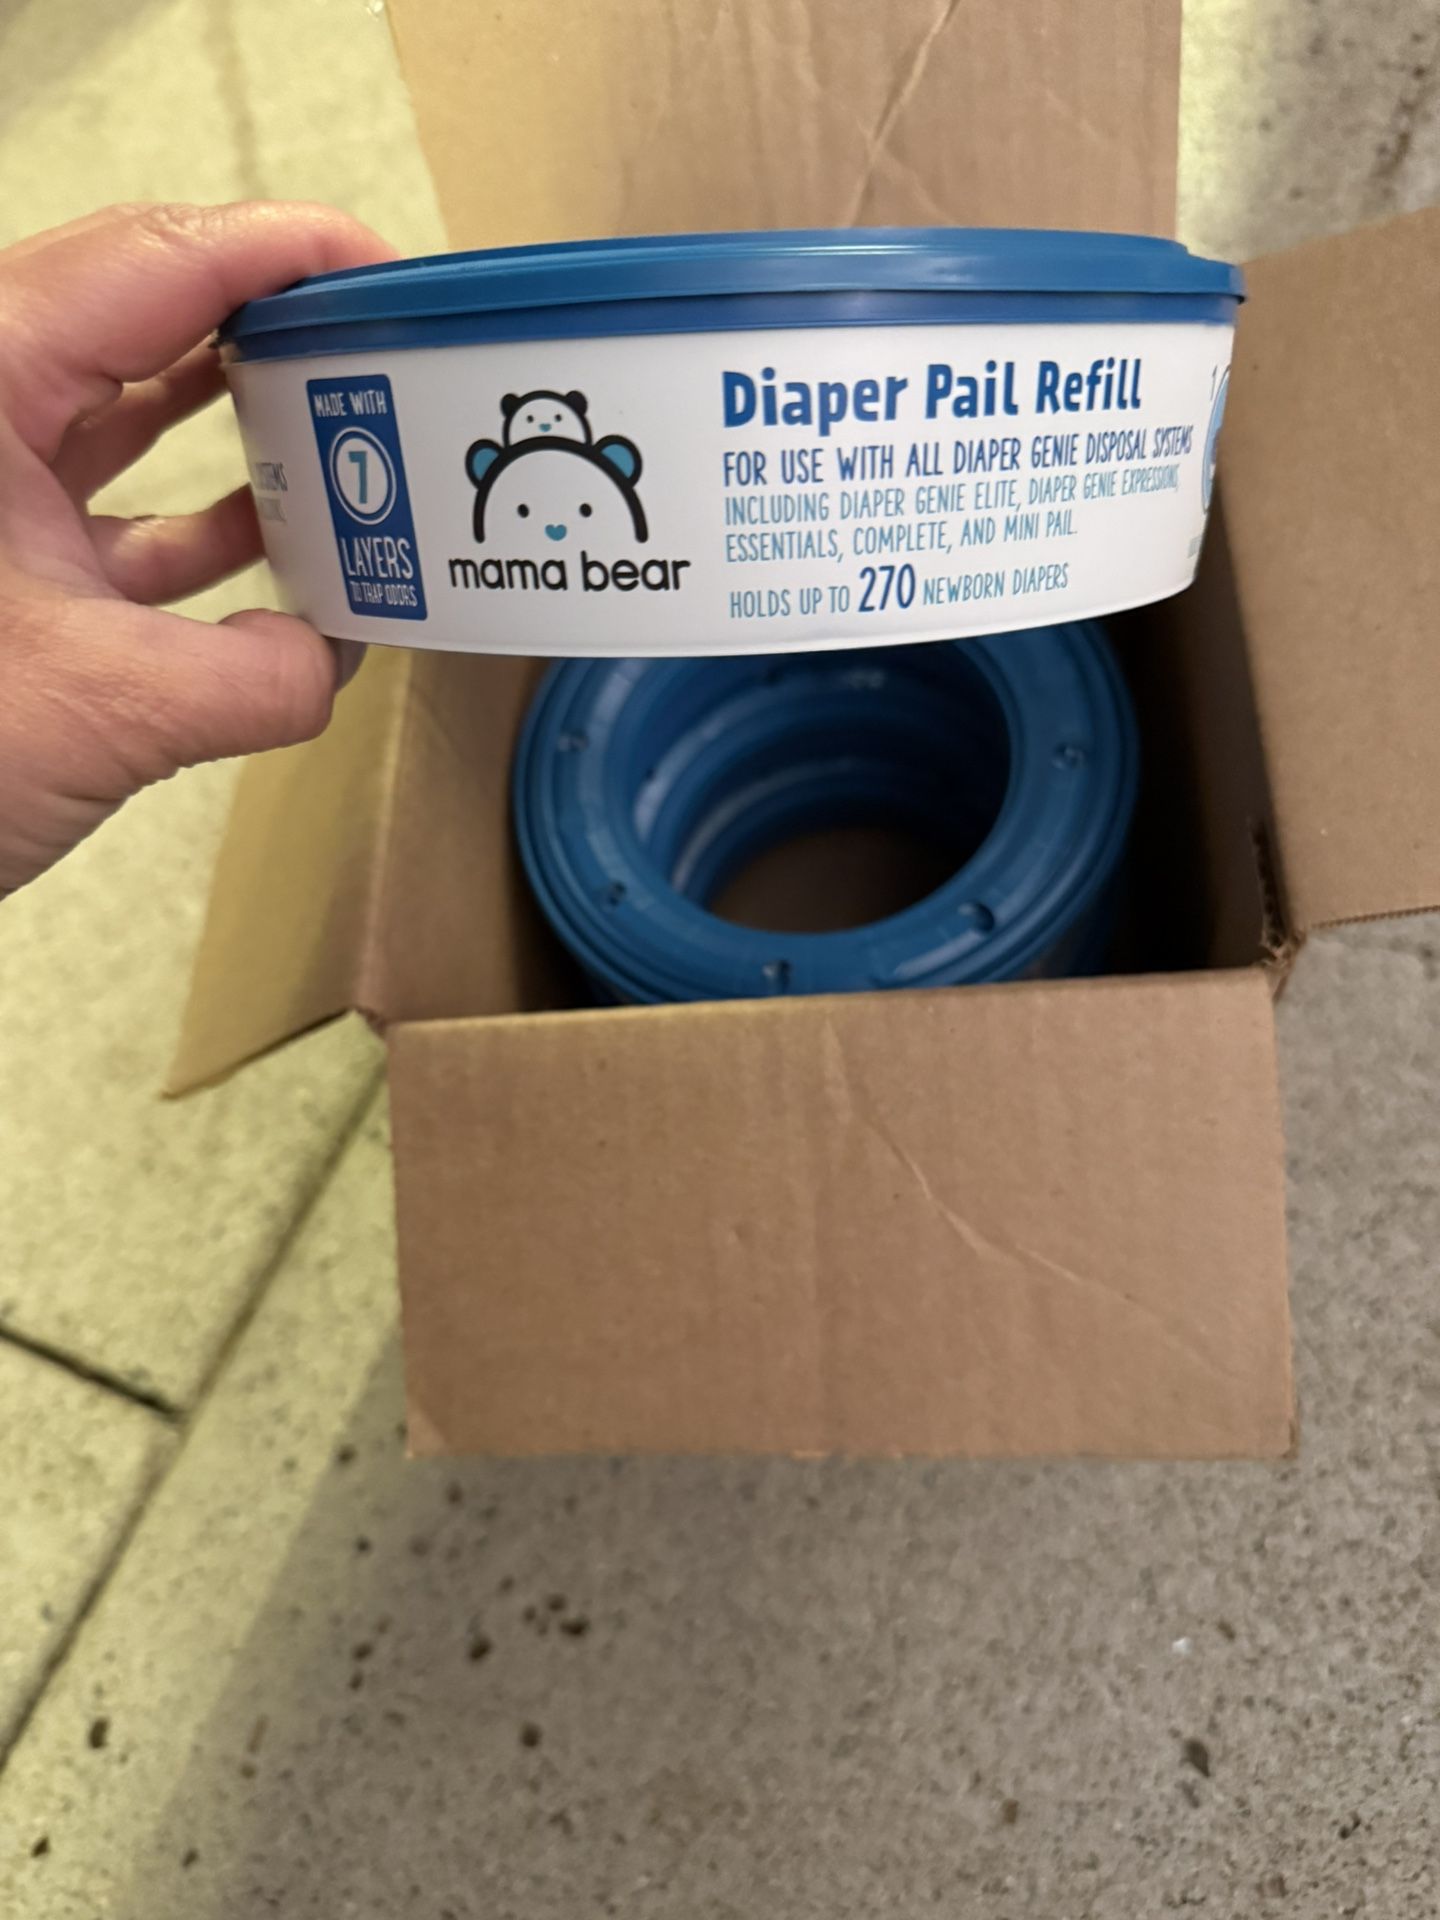 MADE WITH
7
LAYERS
TO TRAP ODORS
mama bear
Diaper Pail Refill
FOR USE WITH ALL DIAPER GENIE DISPOSAL SYSTEMS
INCLUDING DIAPER GENIE ELITE, DIAPER GENIE EXPRESSIONS,
ESSENTIALS, COMPLETE, AND MINI PAIL.
HOLDS UP TO 270 NEWBORN DIAPERS